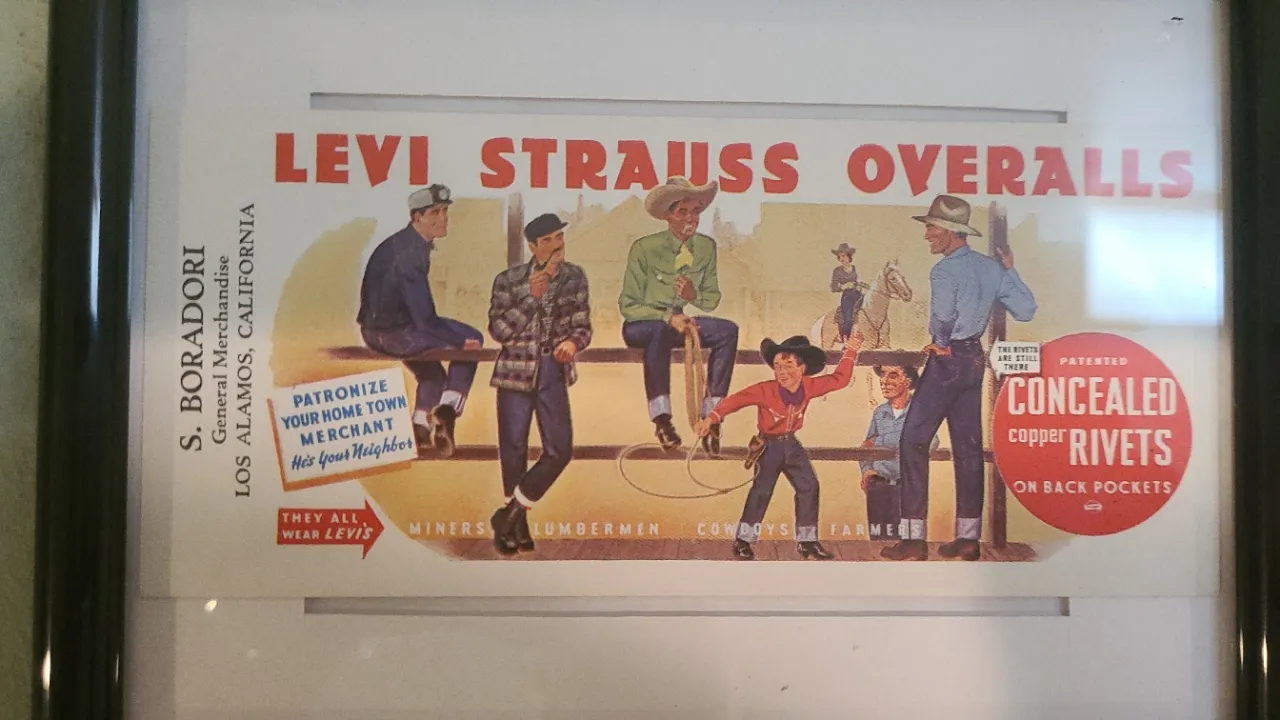 LEVI STRAUSS OVERALLS
S. BORADORI
General Merchandise
LOS ALAMOS, CALIFORNIA
PATRONIZE
YOUR HOME TOWN
MERCHANT
He's Your Neighbor
THEY ALL
WEAR LEVI'S
MINERS LUMBERMEN COWBOYS FARMERS
THE RIVETS
ARE STILL
THERE
PATENTED
CONCEALED
copper RIVETS
ON BACK POCKETS